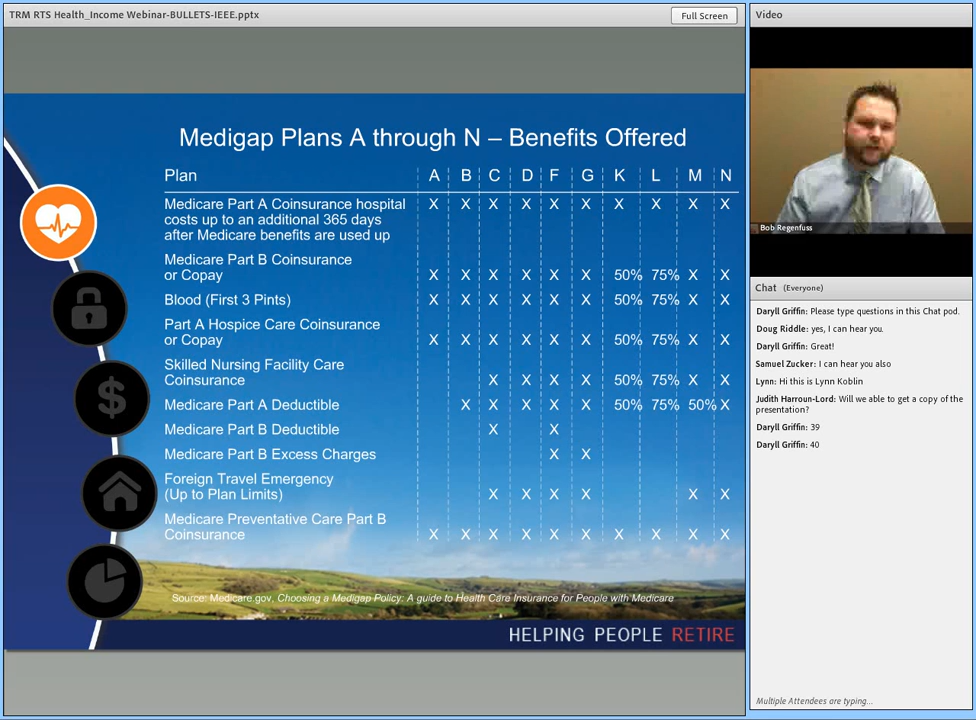 TRM RTS Health_Income Webinar-BULLETS-IEEE.pptx
Full Screen
Medigap Plans A through N – Benefits Offered
Plan A B C D F G K L M N
Medicare Part A Coinsurance hospital X X X X X X X X X X
costs up to an additional 365 days
after Medicare benefits are used up
Medicare Part B Coinsurance
or Copay X X X X X X 50% 75% X X
Blood (First 3 Pints) X X X X X X 50% 75% X X
Part A Hospice Care Coinsurance
or Copay X X X X X X 50% 75% X X
Skilled Nursing Facility Care
Coinsurance X X X X 50% 75% X X
Medicare Part A Deductible X X X X X 50% 75% 50% X
Medicare Part B Deductible X X
Medicare Part B Excess Charges X X
Foreign Travel Emergency
(Up to Plan Limits) X X X X X X
Medicare Preventative Care Part B
Coinsurance X X X X X X X X X X
Source: Medicare.gov, Choosing a Medigap Policy: A guide to Health Care Insurance for People with Medicare
HELPING PEOPLE RETIRE
Video
Bob Regenfuss
Chat (Everyone)
Daryll Griffin: Please type questions in this Chat pod.
Doug Riddle: yes, I can hear you.
Daryll Griffin: Great!
Samuel Zucker: I can hear you also
Lynn: Hi this is Lynn Koblin
Judith Harroun-Lord: Will we able to get a copy of the
presentation?
Daryll Griffin: 39
Daryll Griffin: 40
Multiple Attendees are typing...